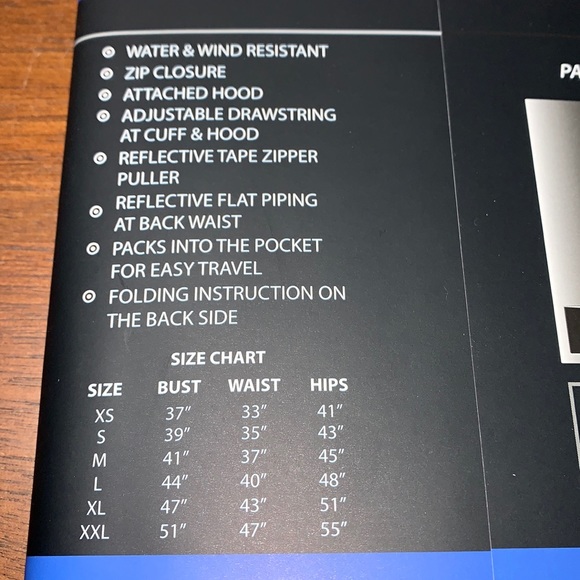 WATER & WIND RESISTANT
ZIP CLOSURE
ATTACHED HOOD
ADJUSTABLE DRAWSTRING
AT CUFF & HOOD
REFLECTIVE TAPE ZIPPER
PULLER
REFLECTIVE FLAT PIPING
AT BACK WAIST
PACKS INTO THE POCKET
FOR EASY TRAVEL
FOLDING INSTRUCTION ON
THE BACK SIDE
SIZE CHART
SIZE BUST WAIST HIPS
XS 37" 33" 41"
S 39" 35" 43"
M 41" 37" 45"
L 44" 40" 48"
XL 47" 43" 51"
XXL 51" 47" 55"
PA